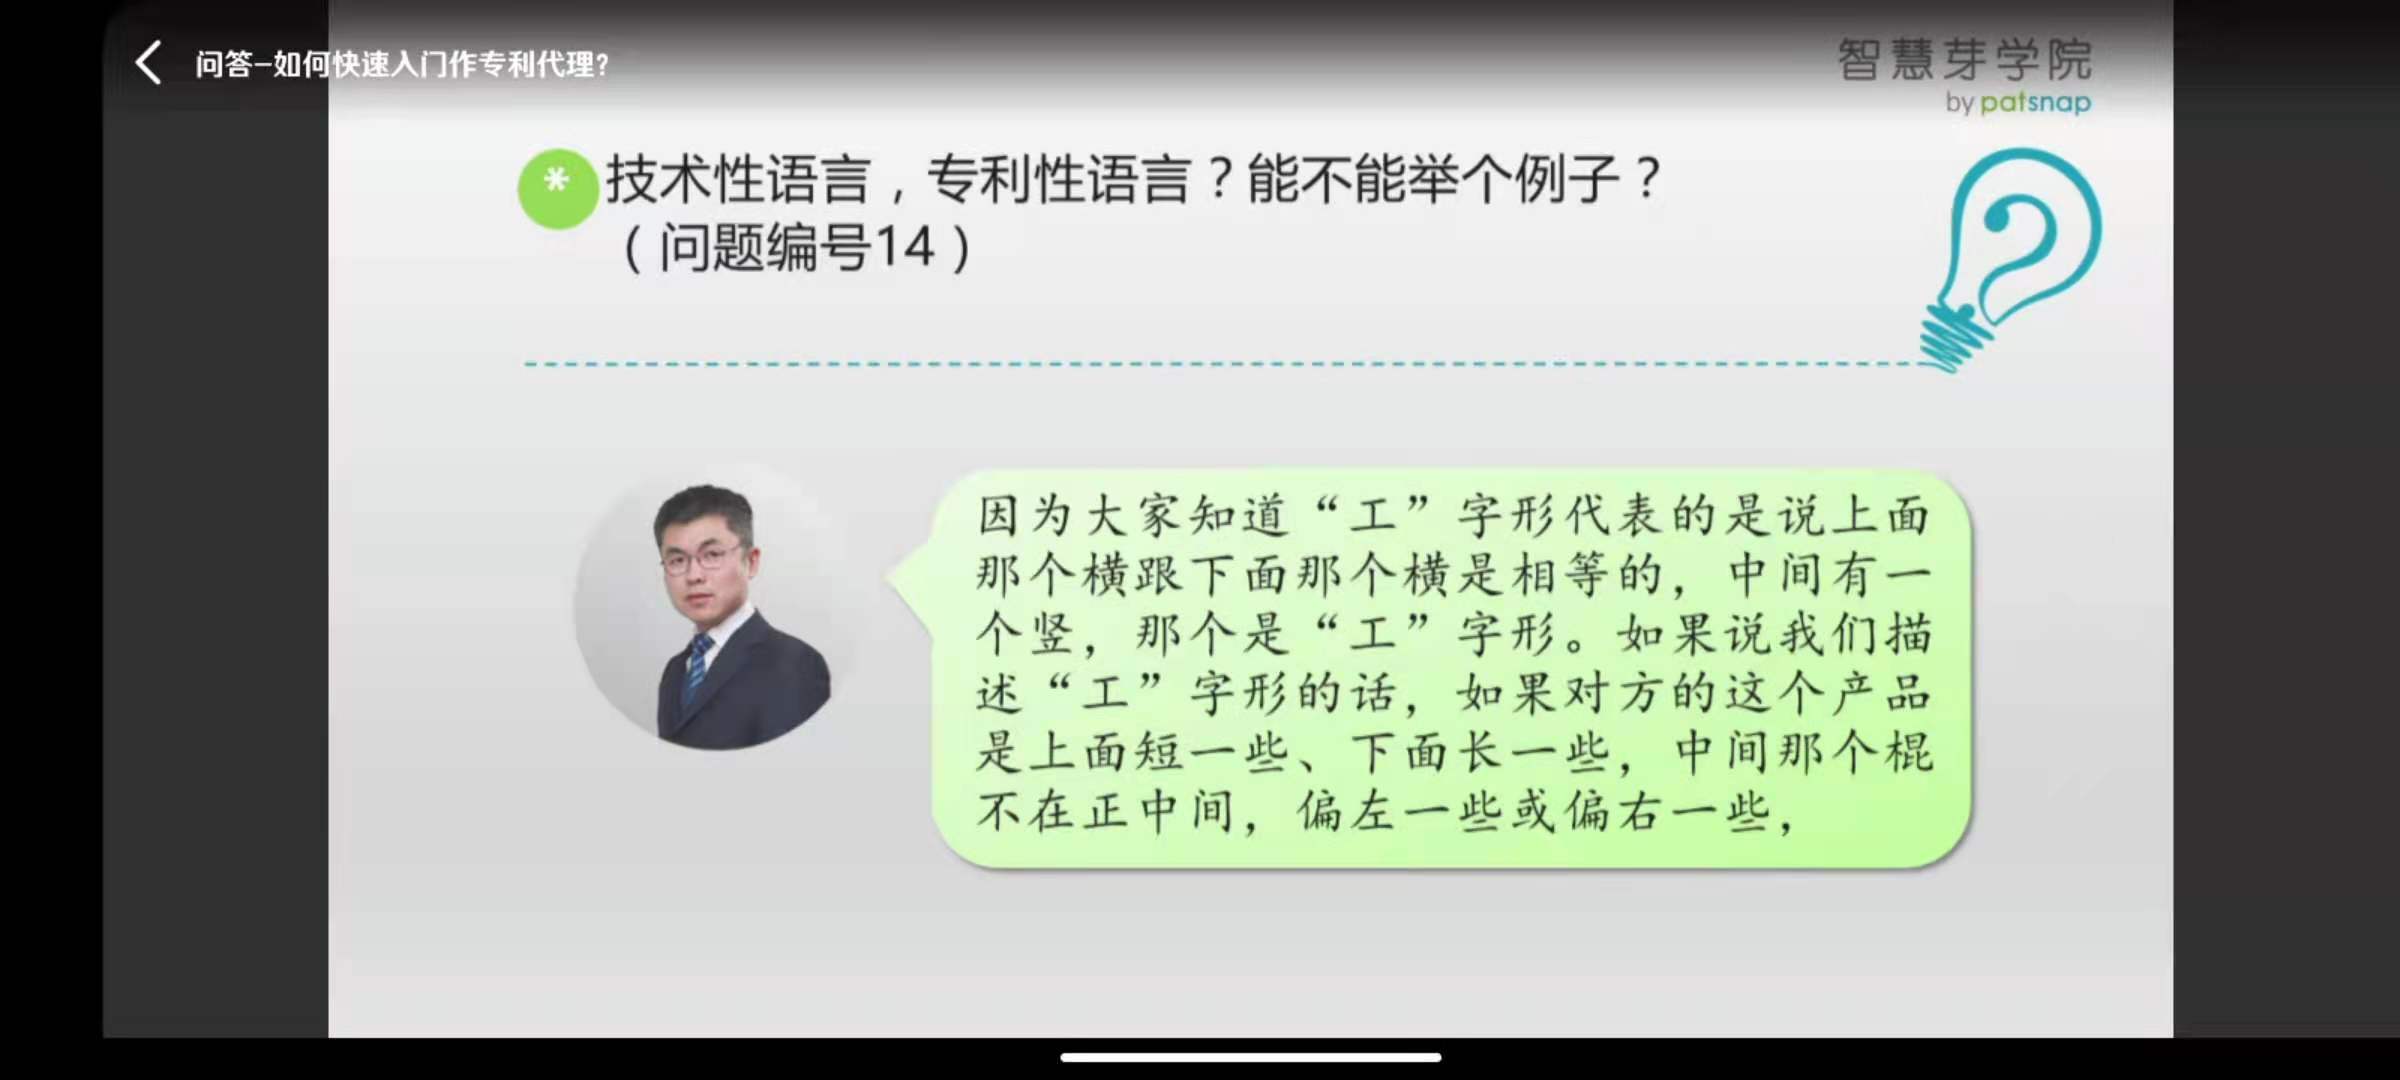 问答-如何快速入门作专利代理?
智慧芽学院
by patsnap
* 技术性语言，专利性语言？能不能举个例子？
（问题编号14）
因为大家知道“工”字形代表的是说上面
那个横跟下面那个横是相等的，中间有一
个竖，那个是“工”字形。如果说我们描
述“工”字形的话，如果对方的这个产品
是上面短一些、下面长一些，中间那个棍
不在正中间，偏左一些或偏右一些，